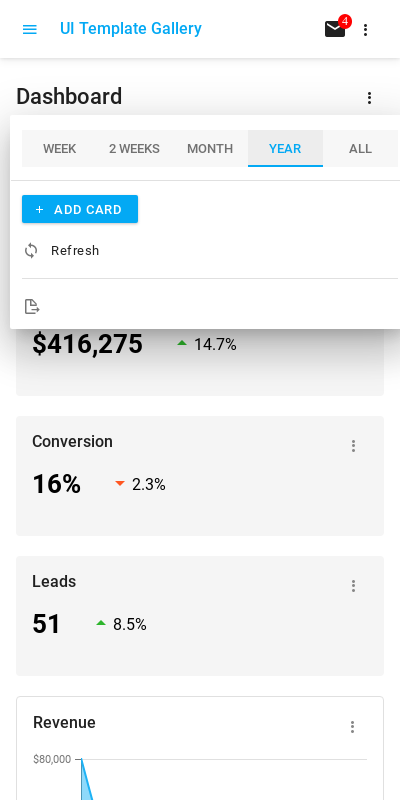 UI Template Gallery
4
Dashboard
WEEK 2 WEEKS MONTH YEAR ALL
+ ADD CARD
Refresh
$416,275 14.7%
Conversion
16% 2.3%
Leads
51 8.5%
Revenue
$80,000